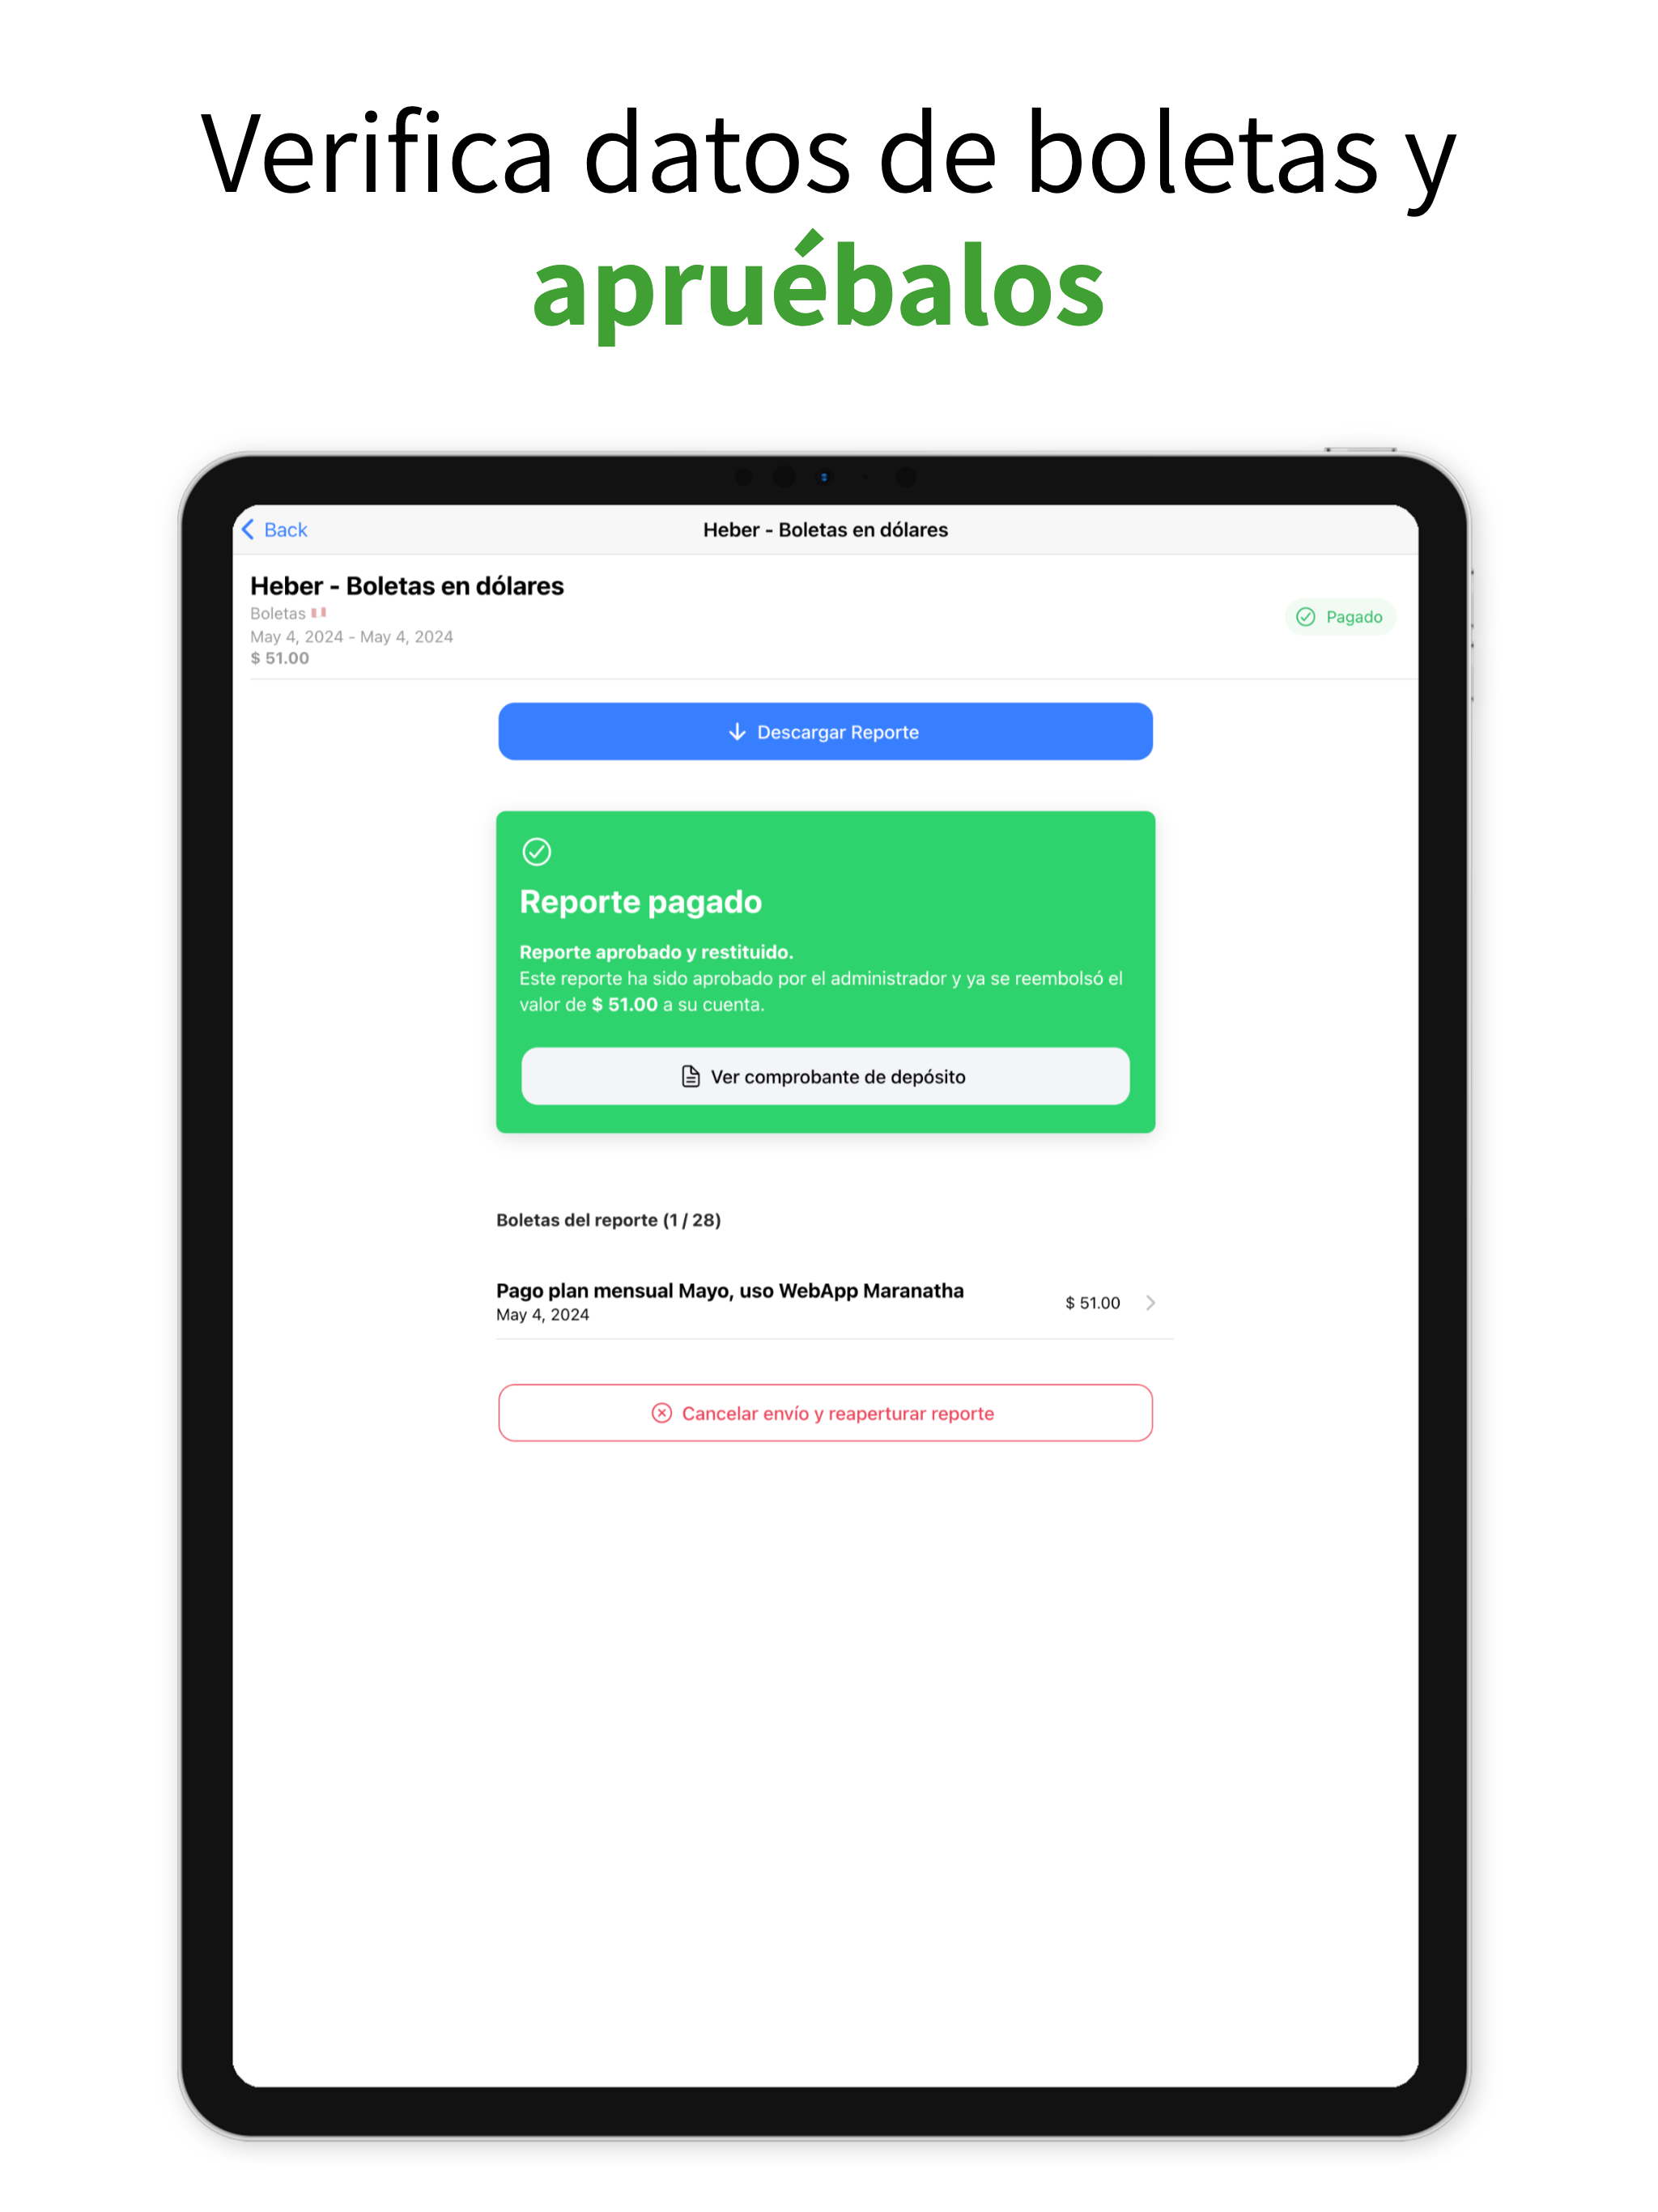 Verifica datos de boletas y
apruébalos
Back
Heber - Boletas en dólares
Heber - Boletas en dólares
Boletas
May 4, 2024 - May 4, 2024
$ 51.00
Pagado
Descargar Reporte
Reporte pagado
Reporte aprobado y restituido.
Este reporte ha sido aprobado por el administrador y ya se reembolsó el
valor de $ 51.00 a su cuenta.
Ver comprobante de depósito
Boletas del reporte (1 / 28)
Pago plan mensual Mayo, uso WebApp Maranatha
May 4, 2024
$ 51.00
Cancelar envío y reaperturar reporte